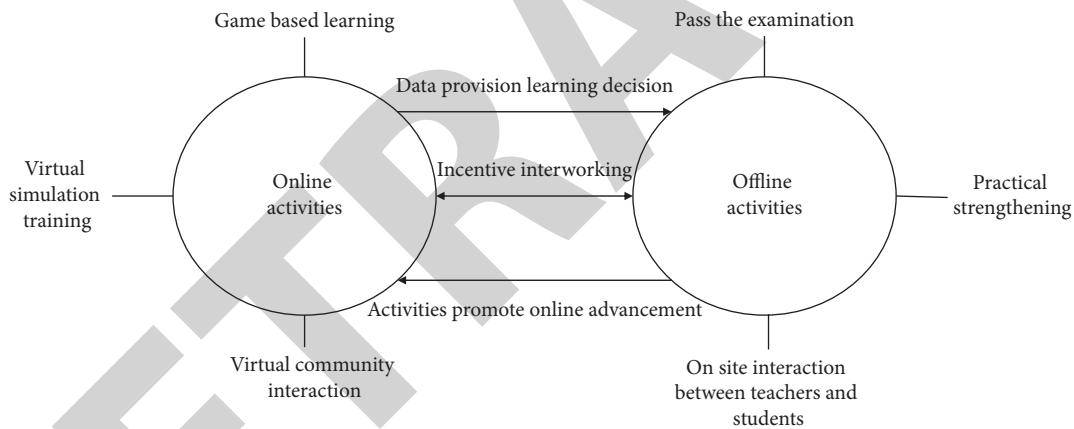 Game based learning
Pass the examination
Data provision learning decision
Virtual
simulation
training
Online
activities
Incentive interworking
Offline
activities
Practical
strengthening
Activities promote online advancement
Virtual community
interaction
On site interaction
between teachers and
students